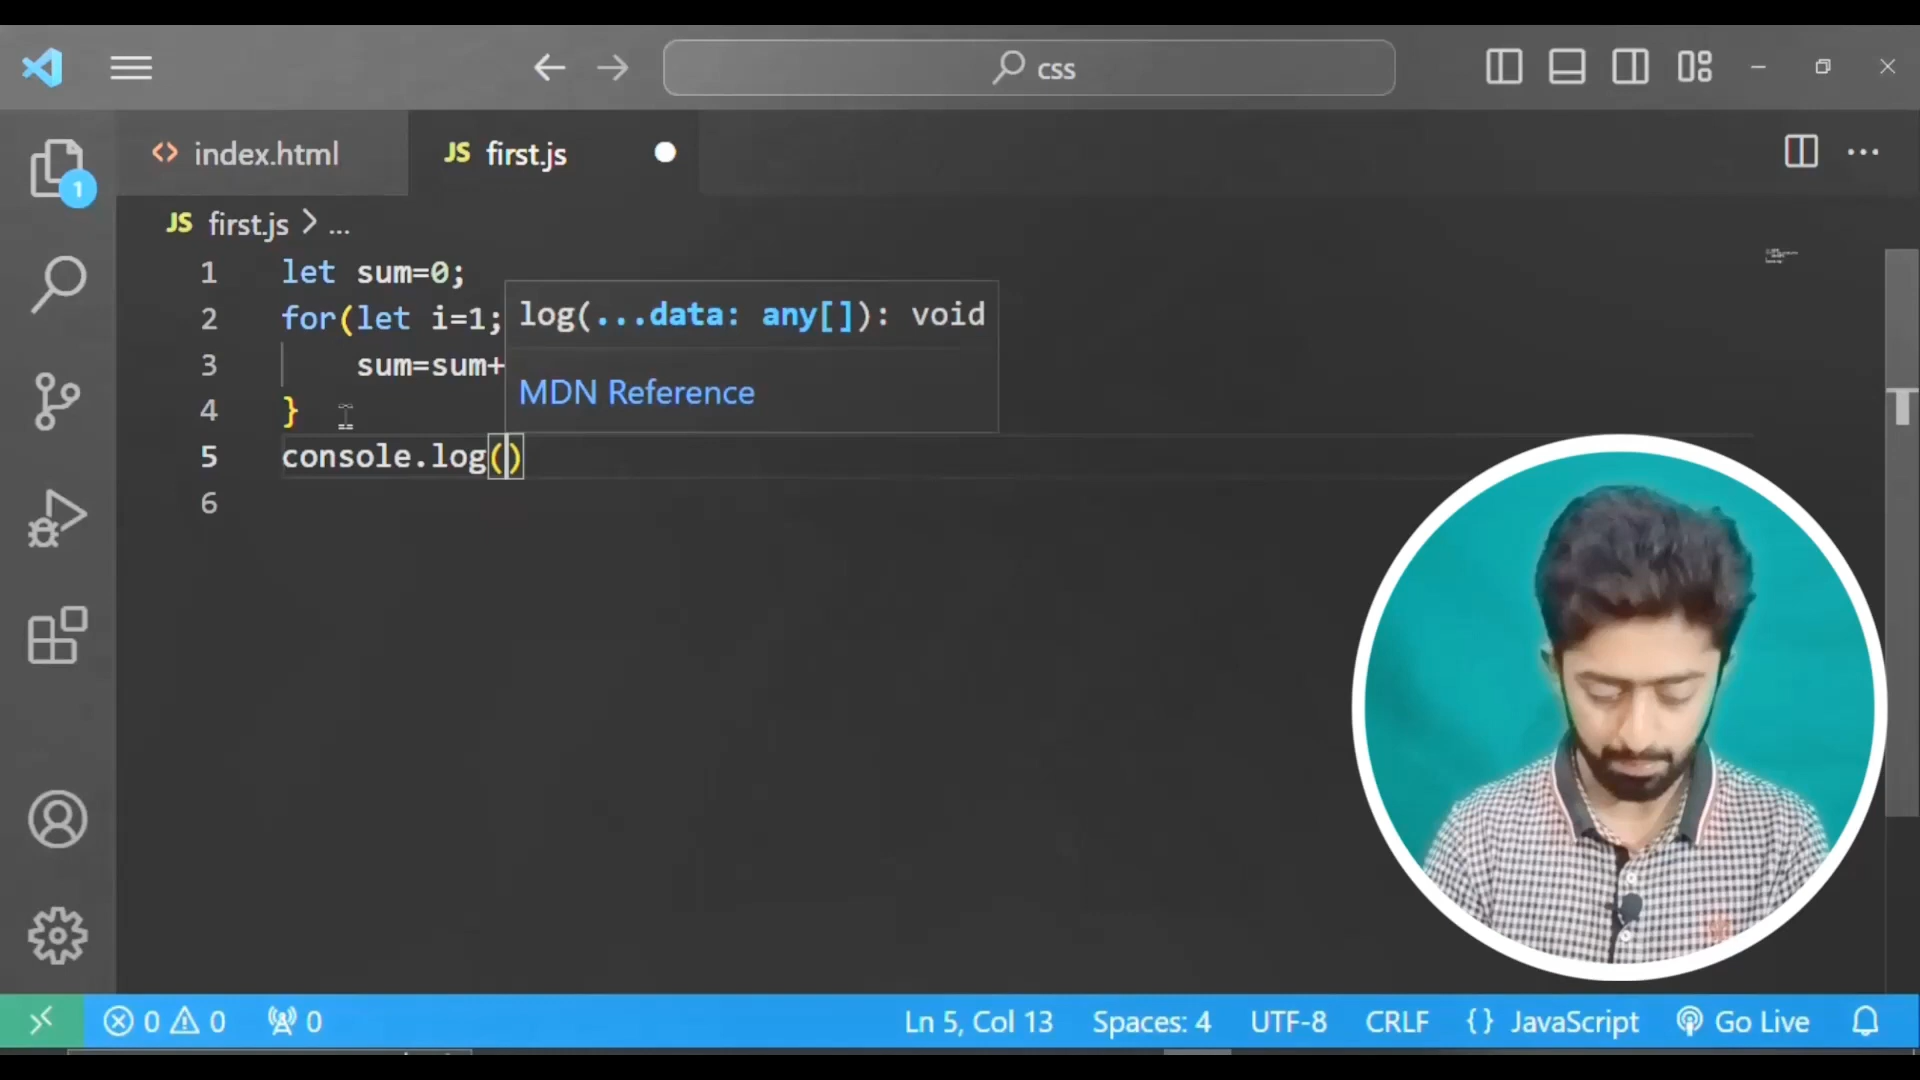 css
index.html
JS first.js
JS first.js > ...
1 let sum=0;
2 for(let i=1;
3 sum=sum+
4 }
5 console.log()
6
log(...data: any[]): void
MDN Reference
1
0 0 0
Ln 5, Col 13 Spaces: 4 UTF-8 CRLF {} JavaScript Go Live